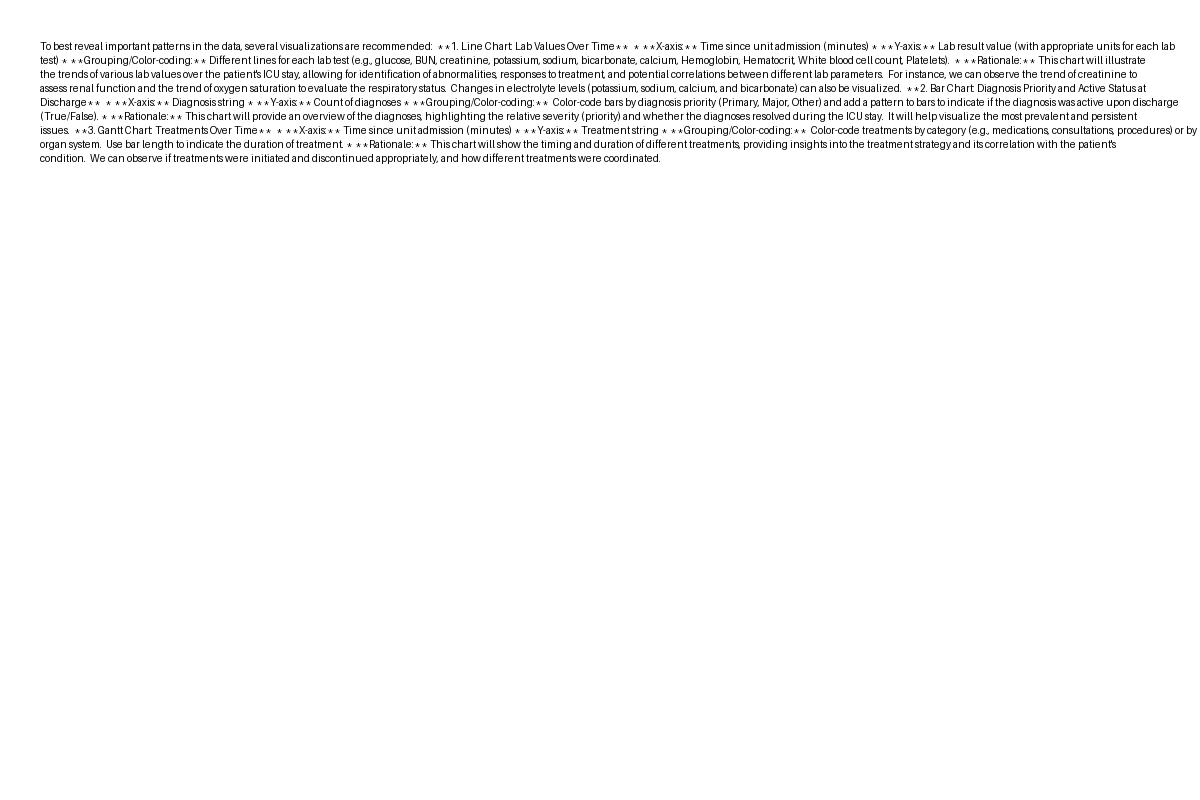 To best reveal important patterns in the data, several visualizations are recommended:  **1. Line Chart: Lab Values Over Time**  * **X-axis:** Time since unit admission (minutes) * **Y-axis:** Lab result value (with appropriate units for each lab
test) * **Grouping/Color-coding:** Different lines for each lab test (e.g., glucose, BUN, creatinine, potassium, sodium, bicarbonate, calcium, Hemoglobin, Hematocrit, White blood cell count, Platelets).  * **Rationale:** This chart will illustrate
the trends of various lab values over the patient's ICU stay, allowing for identification of abnormalities, responses to treatment, and potential correlations between different lab parameters.  For instance, we can observe the trend of creatinine to
assess renal function and the trend of oxygen saturation to evaluate the respiratory status.  Changes in electrolyte levels (potassium, sodium, calcium, and bicarbonate) can also be visualized.  **2. Bar Chart: Diagnosis Priority and Active Status at
Discharge**  * **X-axis:** Diagnosis string * **Y-axis:** Count of diagnoses * **Grouping/Color-coding:**  Color-code bars by diagnosis priority (Primary, Major, Other) and add a pattern to bars to indicate if the diagnosis was active upon discharge
(True/False).  * **Rationale:** This chart will provide an overview of the diagnoses, highlighting the relative severity (priority) and whether the diagnoses resolved during the ICU stay.  It will help visualize the most prevalent and persistent
issues.  **3. Gantt Chart: Treatments Over Time**  * **X-axis:** Time since unit admission (minutes) * **Y-axis:** Treatment string * **Grouping/Color-coding:**  Color-code treatments by category (e.g., medications, consultations, procedures) or by
organ system.  Use bar length to indicate the duration of treatment. * **Rationale:** This chart will show the timing and duration of different treatments, providing insights into the treatment strategy and its correlation with the patient's
condition.  We can observe if treatments were initiated and discontinued appropriately, and how different treatments were coordinated.